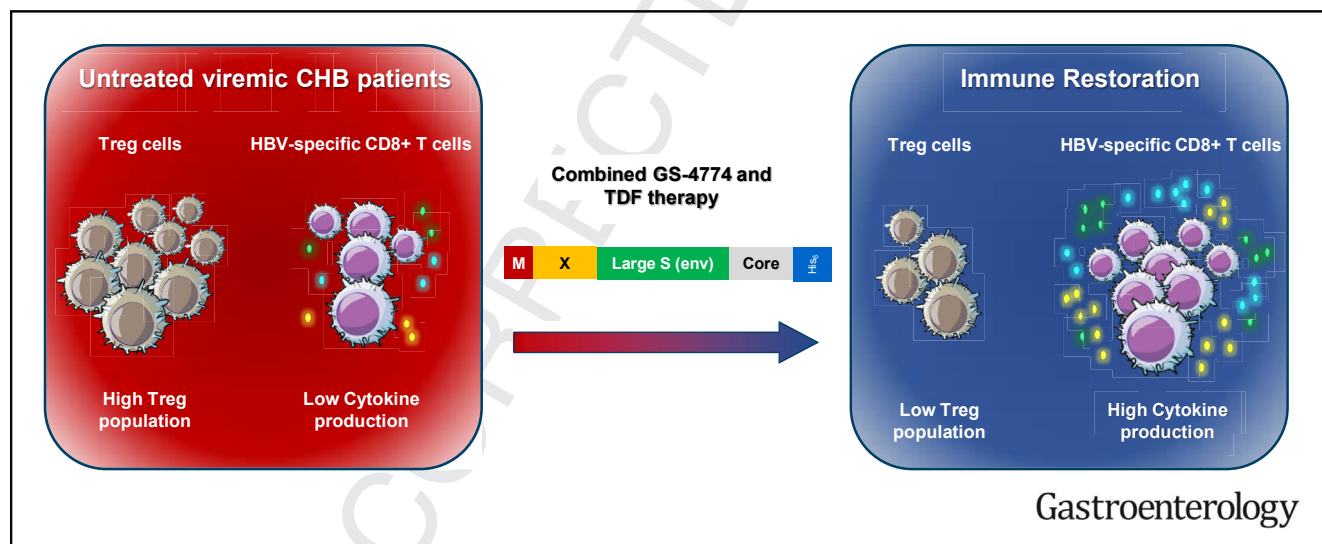 Untreated viremic CHB patients
Treg cells
HBV-specific CD8+ T cells
High Treg
population
Low Cytokine
production
Combined GS-4774 and
TDF therapy
M X Large S (env) Core His6
Immune Restoration
Treg cells
HBV-specific CD8+ T cells
Low Treg
population
High Cytokine
production
Gastroenterology